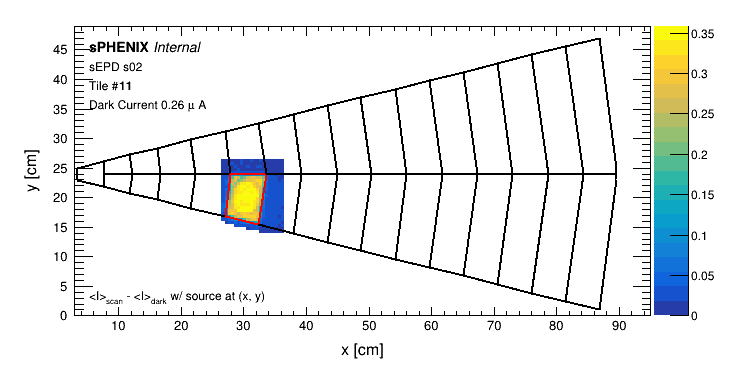 sPHENIX Internal
sEPD s02
Tile #11
Dark Current 0.26 μ A
<I>scan - <I>dark w/ source at (x, y)
y [cm]
45
40
35
30
25
20
15
10
5
0
10 20 30 40 50 60 70 80 90
x [cm]
0.35
0.3
0.25
0.2
0.15
0.1
0.05
0